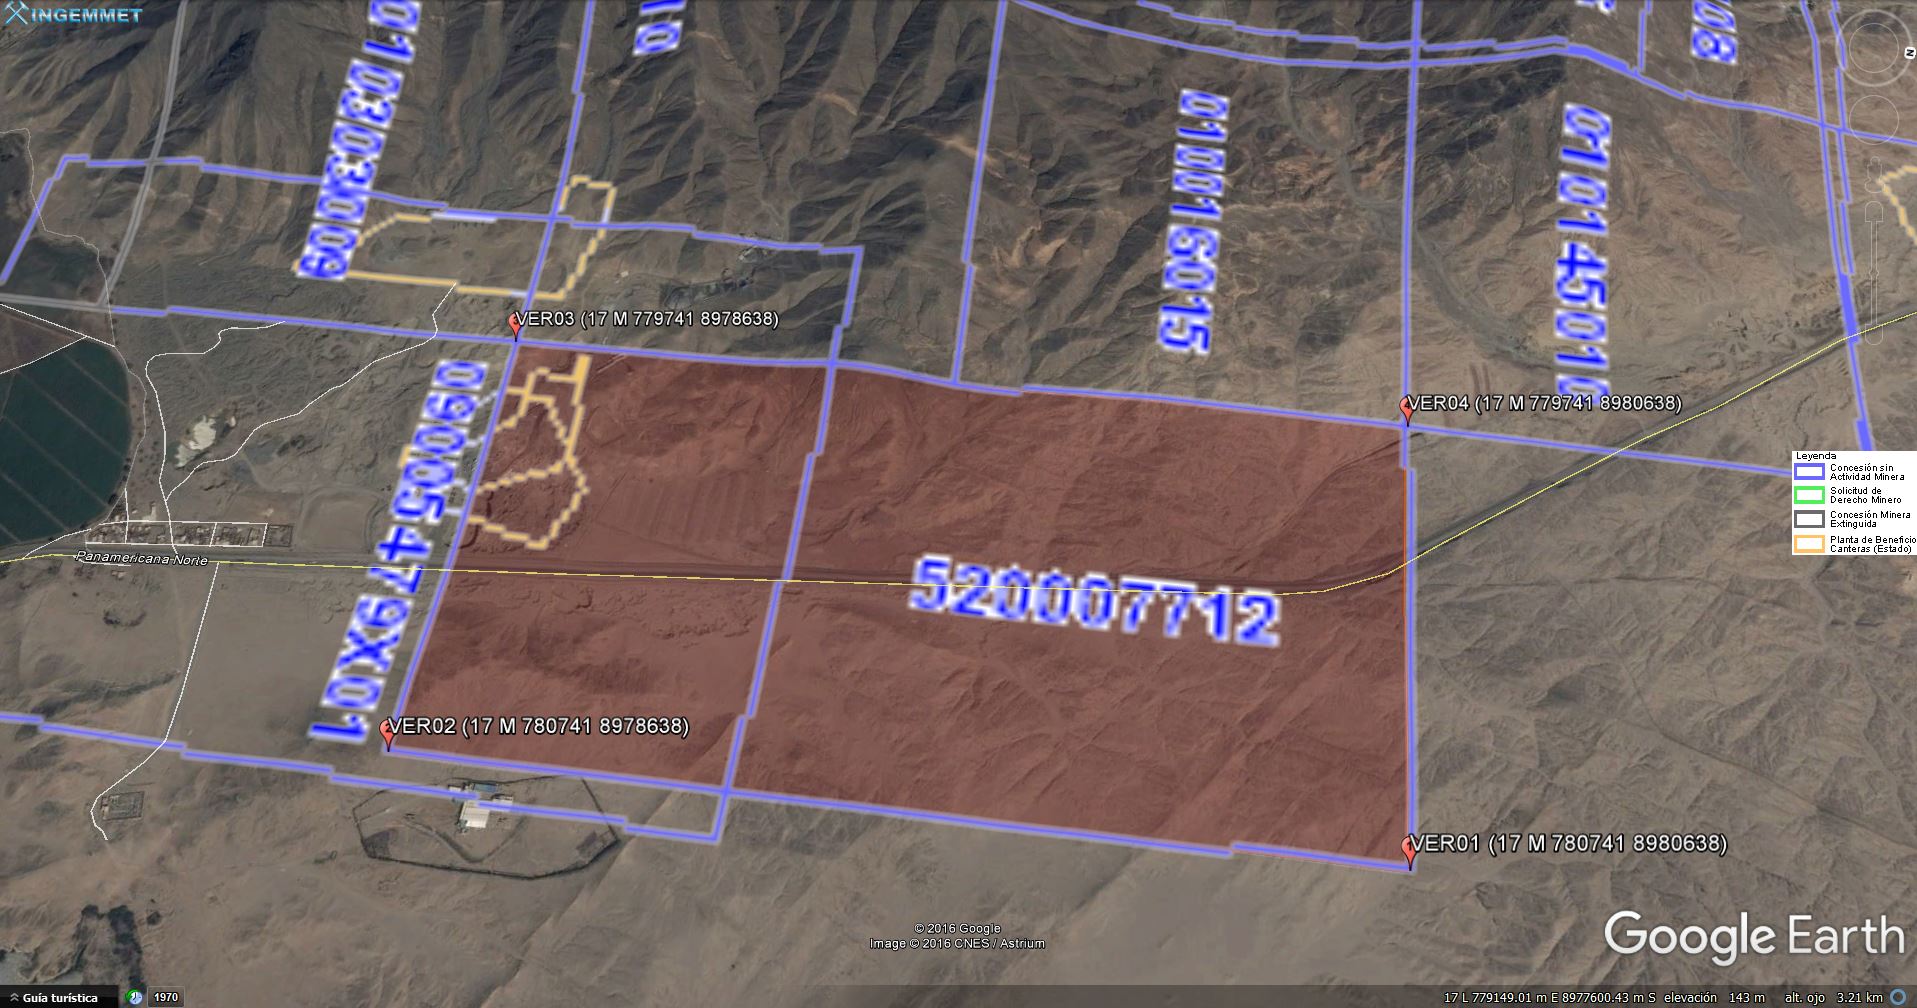 INGEMMET
010303009
10
010016015
010145010
708
N
VER03 (17 M 779741 8978638)
VER04 (17 M 779741 8980638)
Leyenda
Concesión sin
Actividad Minera
Solicitud de
Derecho Minero
Concesión Minera
Extinguida
Planta de Beneficio
Canteras (Estado)
09005479X01
Panamericana Norte
520007712
VER02 (17 M 780741 8978638)
VER01 (17 M 780741 8980638)
© 2016 Google
Image © 2016 CNES / Astrium
Google Earth
Guía turística
1970
17 L 779149.01 m E 8977600.43 m S elevación 143 m alt. ojo 3.21 km